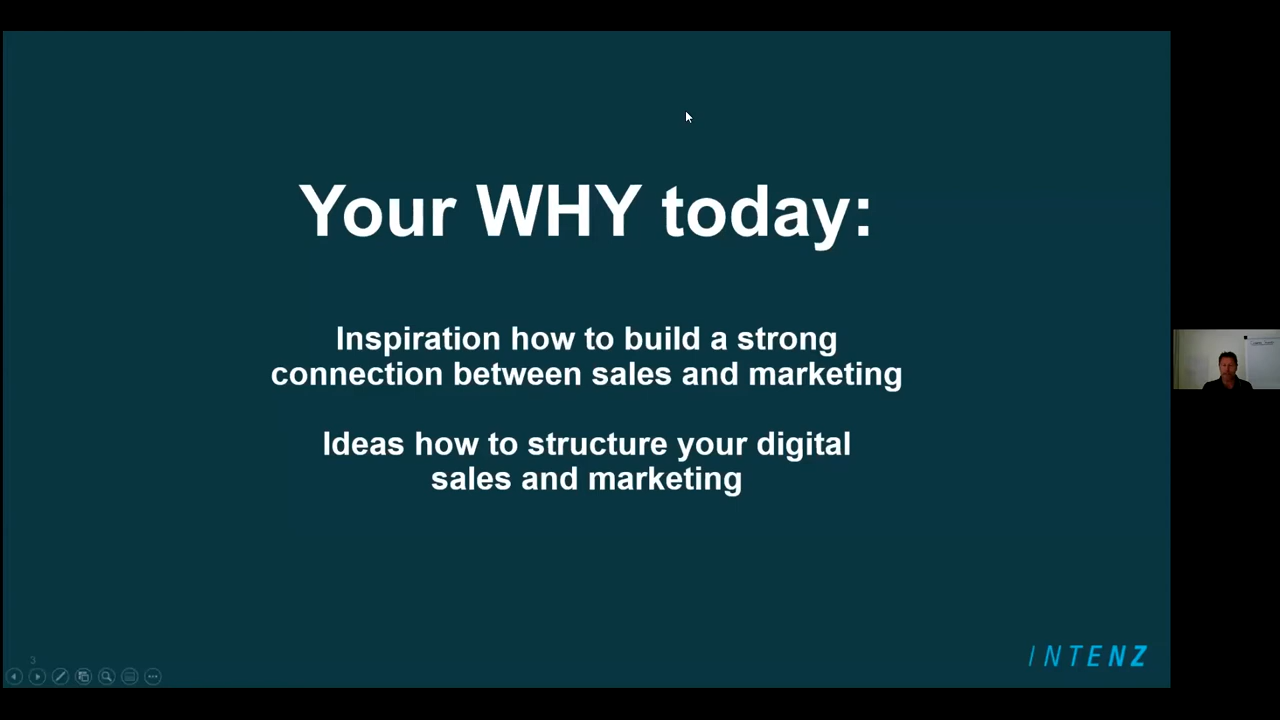 Your WHY today:
Inspiration how to build a strong
connection between sales and marketing
Ideas how to structure your digital
sales and marketing
3
INTENZ